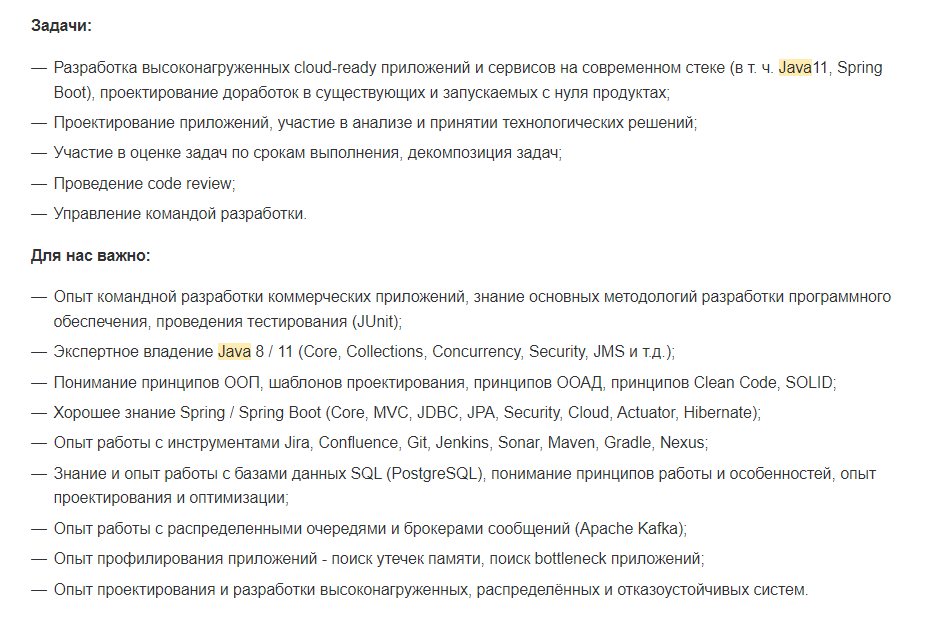 Задачи:
— Разработка высоконагруженных cloud-ready приложений и сервисов на современном стеке (в т. ч. Java11, Spring
Boot), проектирование доработок в существующих и запускаемых с нуля продуктах;
— Проектирование приложений, участие в анализе и принятии технологических решений;
— Участие в оценке задач по срокам выполнения, декомпозиция задач;
— Проведение code review;
— Управление командой разработки.
Для нас важно:
— Опыт командной разработки коммерческих приложений, знание основных методологий разработки программного
обеспечения, проведения тестирования (JUnit);
— Экспертное владение Java 8 / 11 (Core, Collections, Concurrency, Security, JMS и т.д.);
— Понимание принципов ООП, шаблонов проектирования, принципов ООАД, принципов Clean Code, SOLID;
— Хорошее знание Spring / Spring Boot (Core, MVC, JDBC, JPA, Security, Cloud, Actuator, Hibernate);
— Опыт работы с инструментами Jira, Confluence, Git, Jenkins, Sonar, Maven, Gradle, Nexus;
— Знание и опыт работы с базами данных SQL (PostgreSQL), понимание принципов работы и особенностей, опыт
проектирования и оптимизации;
— Опыт работы с распределенными очередями и брокерами сообщений (Apache Kafka);
— Опыт профилирования приложений - поиск утечек памяти, поиск bottleneck приложений;
— Опыт проектирования и разработки высоконагруженных, распределённых и отказоустойчивых систем.